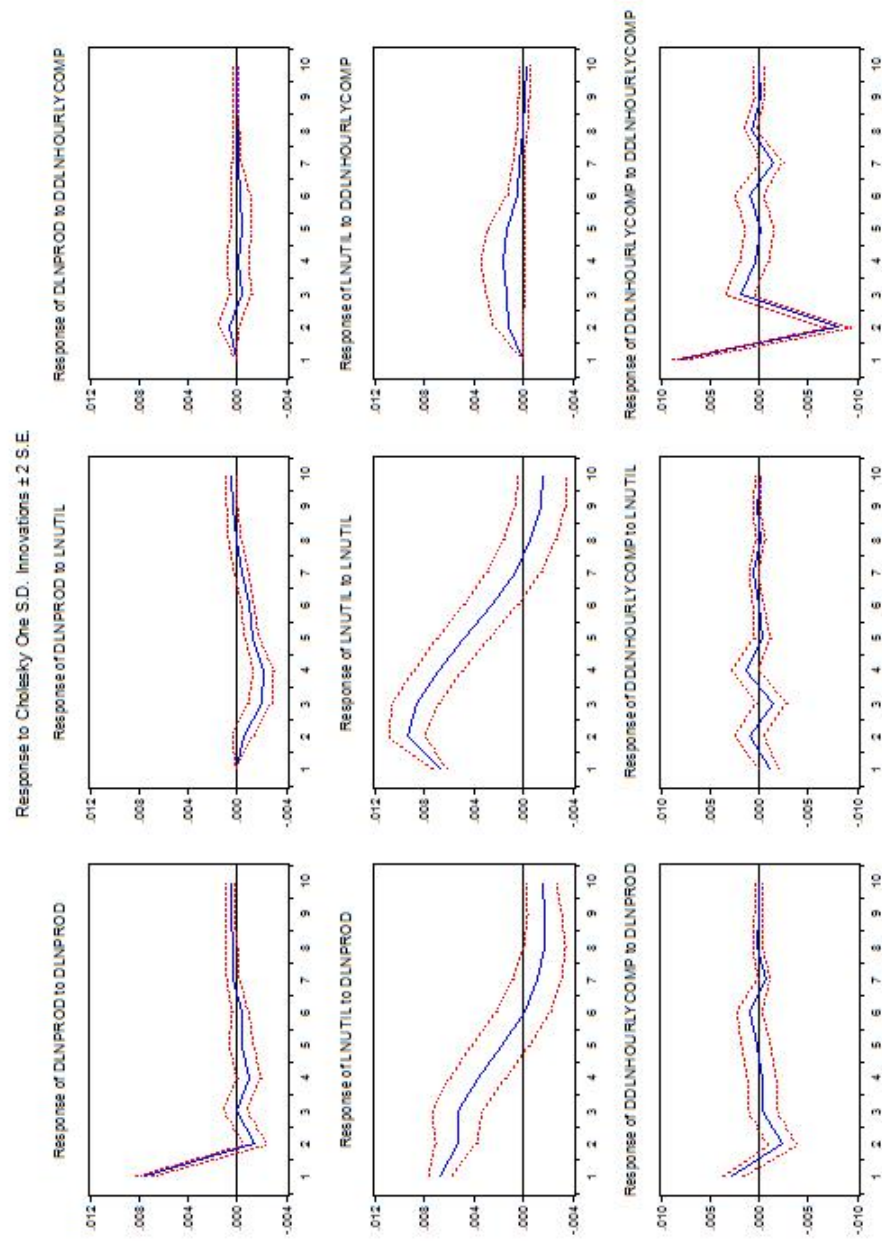 Response to Cholesky One S.D. Innovations ± 2 S.E.
Response of DLNPROD to DLNPROD
.012
.008
.004
.000
-.004
1 2 3 4 5 6 7 8 9 10
Response of DLNPROD to LNUTIL
.012
.008
.004
.000
-.004
1 2 3 4 5 6 7 8 9 10
Response of DLNPROD to DDLNHOURLYCOMP
.012
.008
.004
.000
-.004
1 2 3 4 5 6 7 8 9 10
Response of LNUTIL to DLNPROD
.012
.008
.004
.000
-.004
1 2 3 4 5 6 7 8 9 10
Response of LNUTIL to LNUTIL
.012
.008
.004
.000
-.004
1 2 3 4 5 6 7 8 9 10
Response of LNUTIL to DDLNHOURLYCOMP
.012
.008
.004
.000
-.004
1 2 3 4 5 6 7 8 9 10
Response of DDLNHOURLYCOMP to DLNPROD
.010
.005
.000
-.005
-.010
1 2 3 4 5 6 7 8 9 10
Response of DDLNHOURLYCOMP to LNUTIL
.010
.005
.000
-.005
-.010
1 2 3 4 5 6 7 8 9 10
Response of DDLNHOURLYCOMP to DDLNHOURLYCOMP
.010
.005
.000
-.005
-.010
1 2 3 4 5 6 7 8 9 10